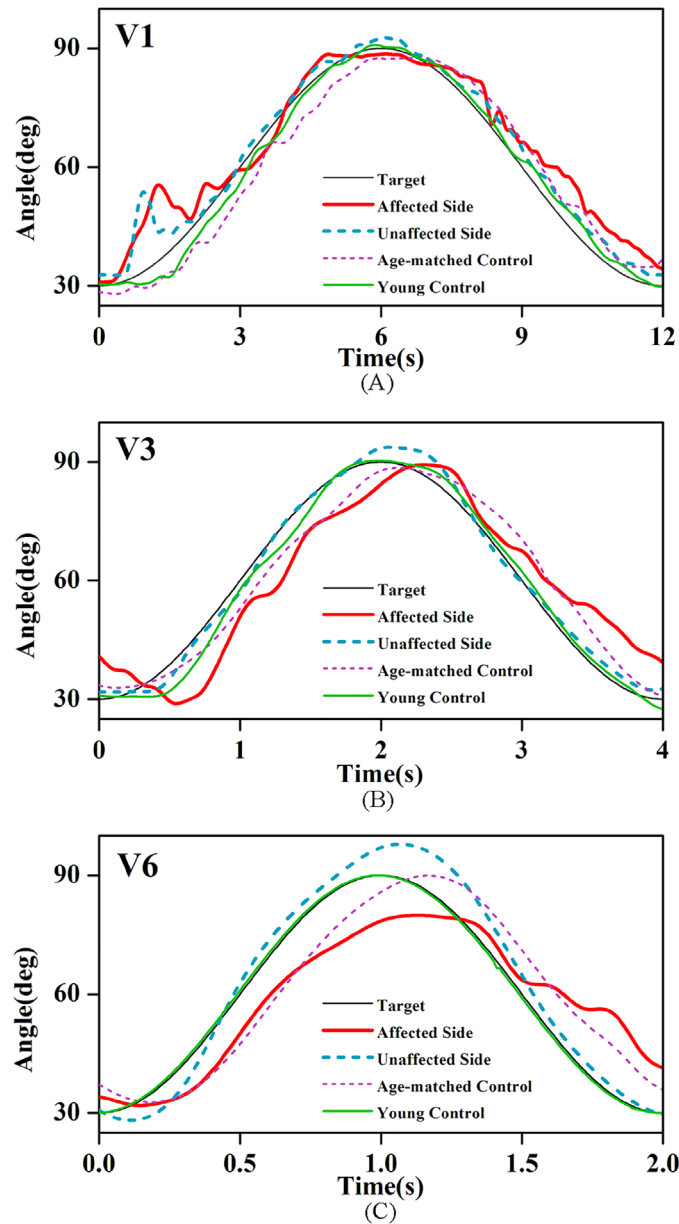 V1
90
60
30
Angle(deg)
Target
Affected Side
Unaffected Side
Age-matched Control
Young Control
0 3 6 9 12
Time(s)
(A)
V3
90
60
30
Angle(deg)
Target
Affected Side
Unaffected Side
Age-matched Control
Young Control
0 1 2 3 4
Time(s)
(B)
V6
90
60
30
Angle(deg)
Target
Affected Side
Unaffected Side
Age-matched Control
Young Control
0.0 0.5 1.0 1.5 2.0
Time(s)
(C)